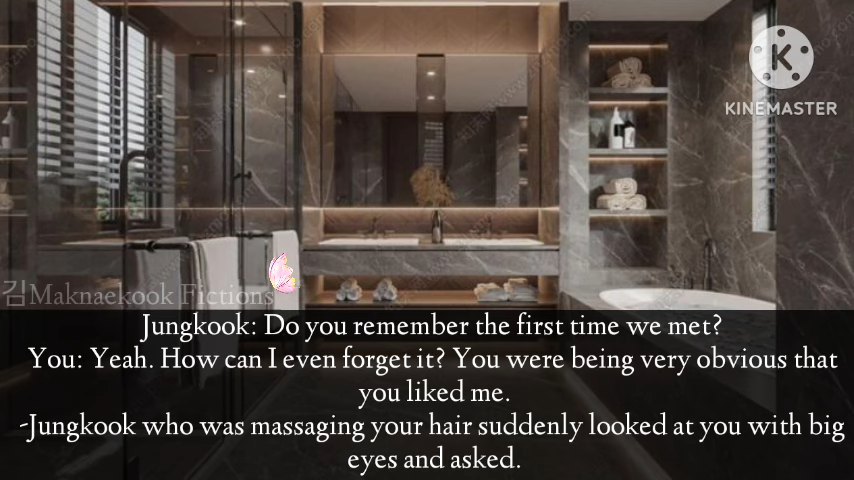 KINEMASTER
김Maknaekook Fictions
Jungkook: Do you remember the first time we met?
You: Yeah. How can I even forget it? You were being very obvious that
you liked me.
-Jungkook who was massaging your hair suddenly looked at you with big
eyes and asked.